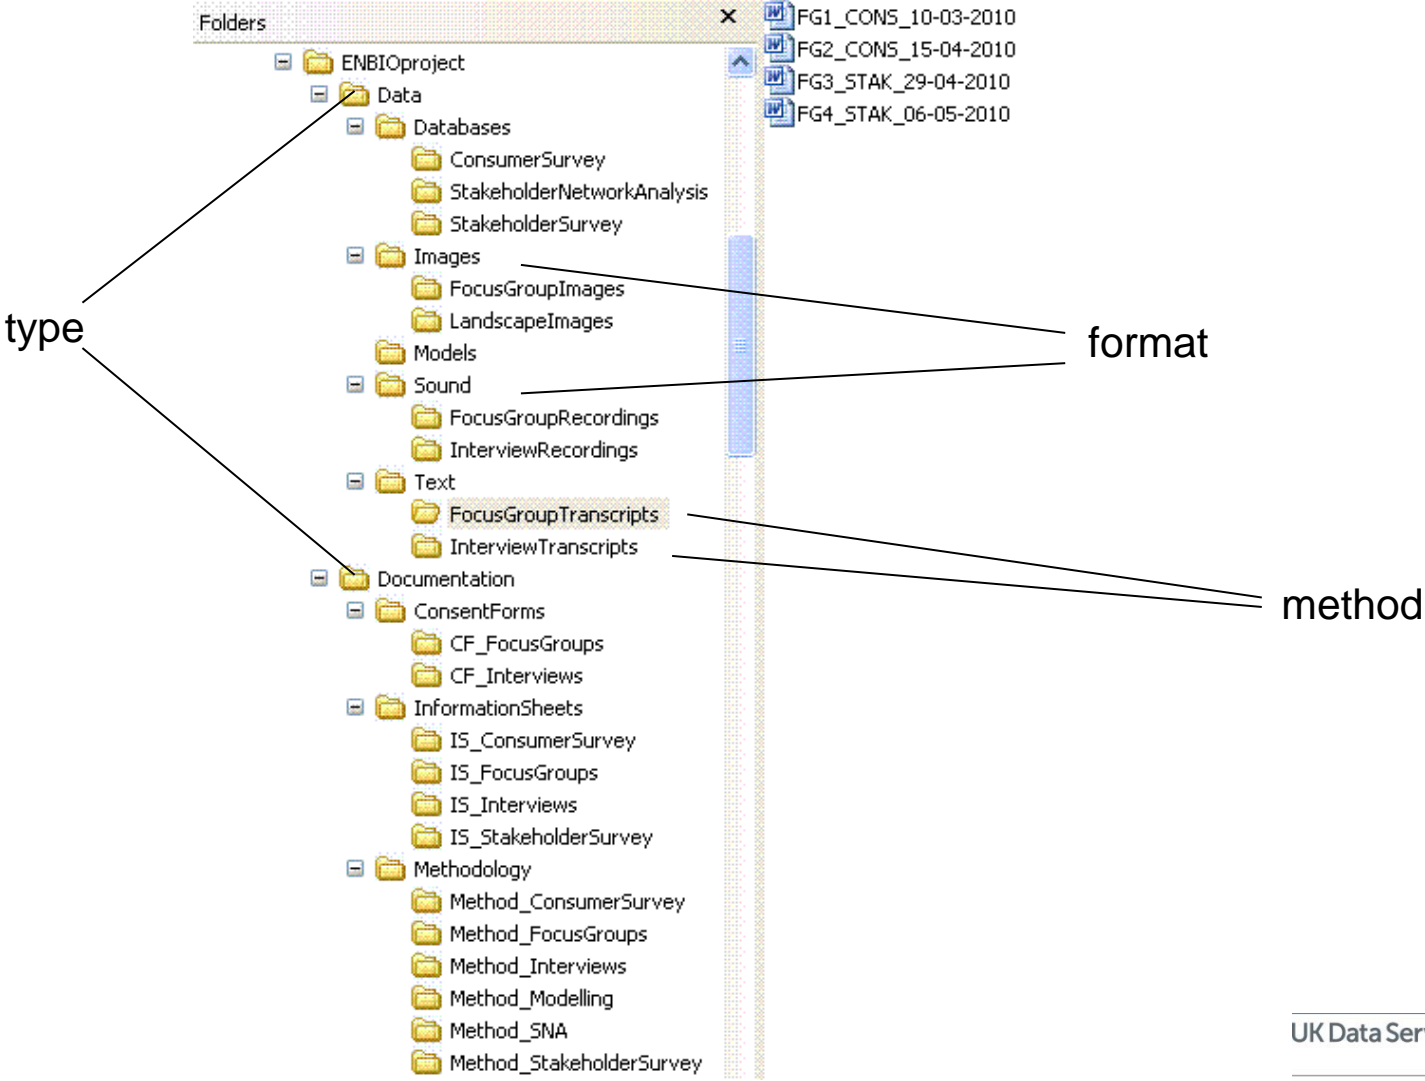 Folders
ENBIOproject
Data
Databases
ConsumerSurvey
StakeholderNetworkAnalysis
StakeholderSurvey
Images
FocusGroupImages
LandscapeImages
Models
Sound
FocusGroupRecordings
InterviewRecordings
Text
FocusGroupTranscripts
InterviewTranscripts
Documentation
ConsentForms
CF_FocusGroups
CF_Interviews
InformationSheets
IS_ConsumerSurvey
IS_FocusGroups
IS_Interviews
IS_StakeholderSurvey
Methodology
Method_ConsumerSurvey
Method_FocusGroups
Method_Interviews
Method_Modelling
Method_SNA
Method_StakeholderSurvey
FG1_CONS_10-03-2010
FG2_CONS_15-04-2010
FG3_STAK_29-04-2010
FG4_STAK_06-05-2010
type
format
method
UK Data Ser